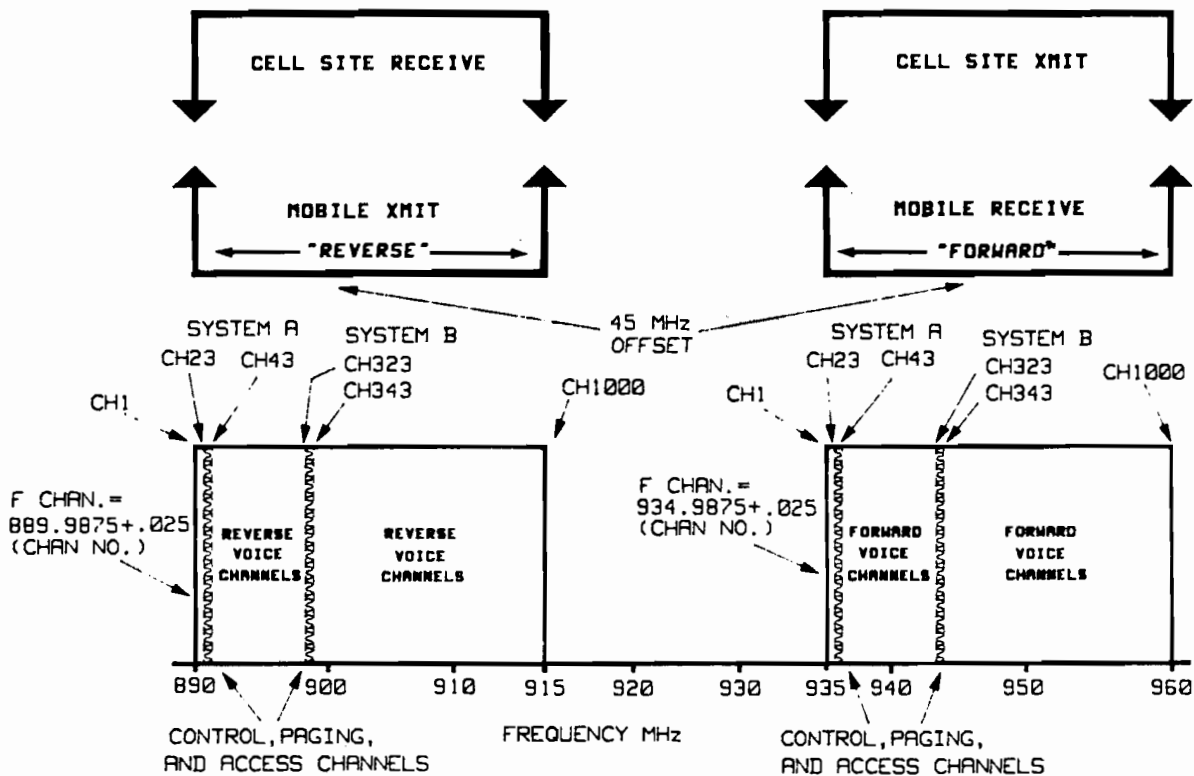 CELL SITE RECEIVE
CELL SITE XMIT
MOBILE XMIT
"REVERSE"
MOBILE RECEIVE
"FORWARD"
45 MHz
OFFSET
SYSTEM A
CH23 CH43
SYSTEM B
CH323
CH343
CH1
CH1000
SYSTEM A
CH23 CH43
SYSTEM B
CH323
CH343
CH1
CH1000
F CHAN.=
889.9875+.025
(CHAN NO.)
REVERSE
VOICE
CHANNELS
REVERSE
VOICE
CHANNELS
F CHAN.=
934.9875+.025
(CHAN NO.)
FORWARD
VOICE
CHANNELS
FORWARD
VOICE
CHANNELS
890 900 910 915 920 930 935 940 950 960
CONTROL, PAGING,
AND ACCESS CHANNELS
FREQUENCY MHz
CONTROL, PAGING,
AND ACCESS CHANNELS